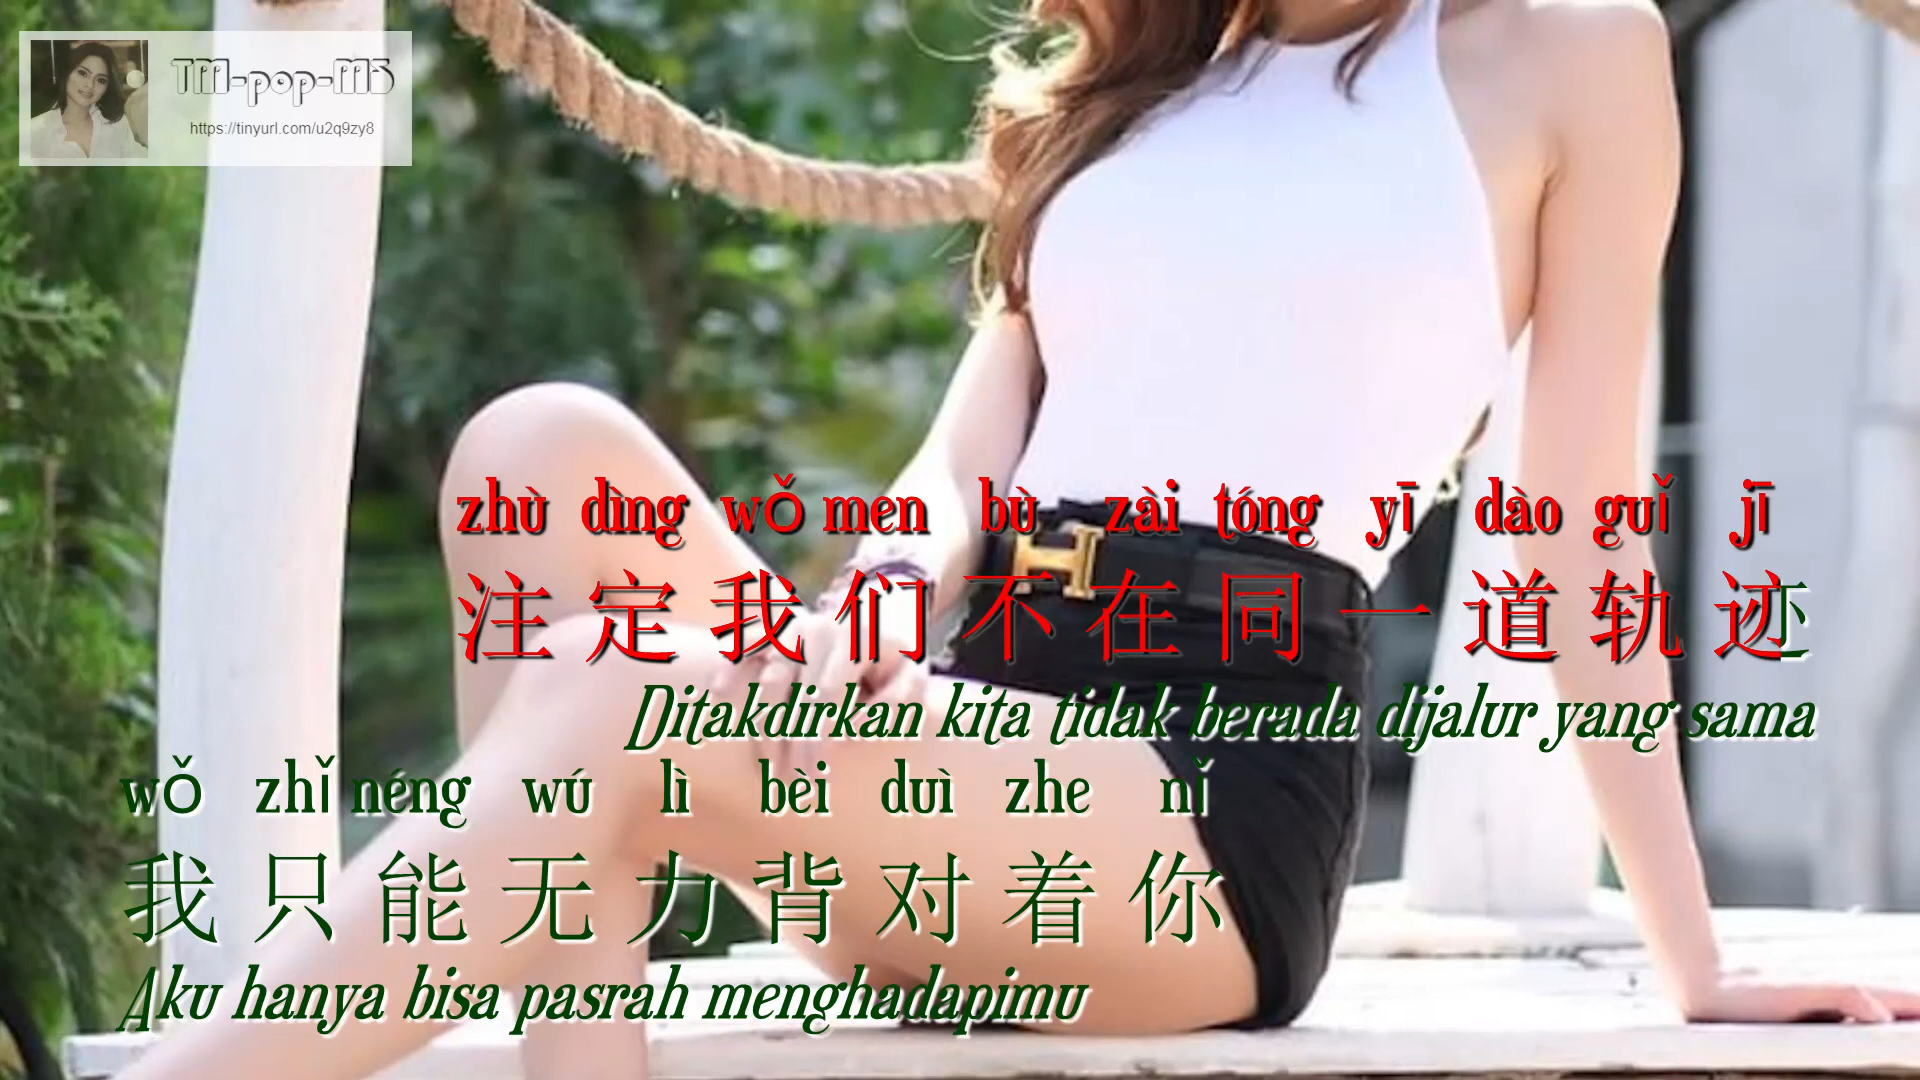 TM-pop-M3
https://tinyurl.com/u2q9zy8
zhù dìng wǒ men bù zài tóng yī dào guǐ jī
注定我们不在同一道轨迹
Ditakdirkan kita tidak berada dijalur yang sama
wǒ zhǐ néng wú lì bèi duì zhe nǐ
我只能无力背对着你
Aku hanya bisa pasrah menghadapimu